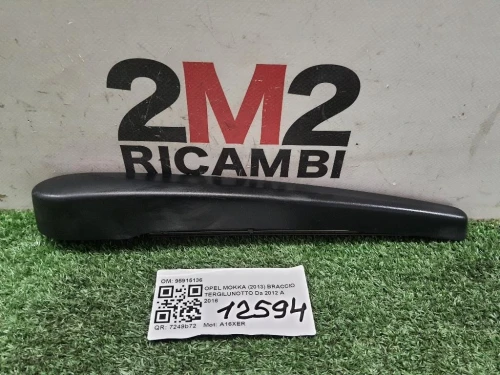 2M2
RICAMBI
OM: 95915136
OPEL MOKKA (2013) BRACCIO
TERGILUNOTTO Da 2012 A
2016
12594
QR: 7249b72 Mot: A16XER